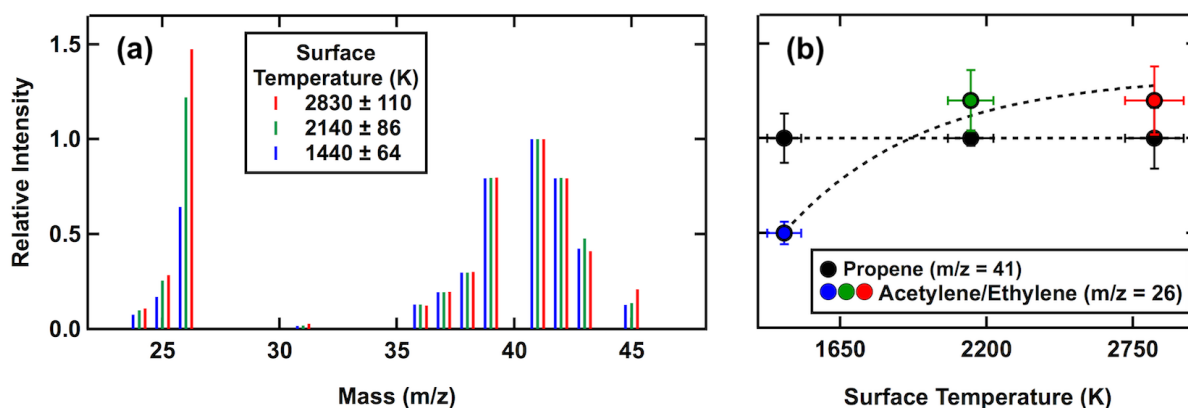 (a)
Surface
Temperature (K)
2830 ± 110
2140 ± 86
1440 ± 64
1.5
1.0
0.5
0.0
Relative Intensity
25 30 35 40 45
Mass (m/z)
(b)
Propene (m/z = 41)
Acetylene/Ethylene (m/z = 26)
1650 2200 2750
Surface Temperature (K)